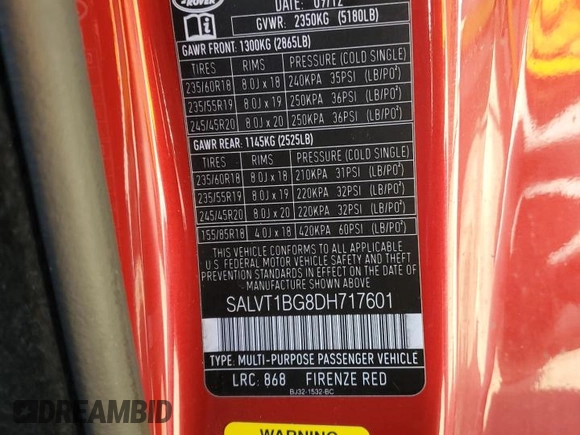 ROVER
DATE: 09/12
GVWR: 2350KG (5180LB)
GAWR FRONT: 1300KG (2865LB)
TIRES RIMS PRESSURE (COLD SINGLE)
235/60R18 8.0J x 18 240KPA 35PSI (LB/PO²)
235/55R19 8.0J x 19 250KPA 36PSI (LB/PO²)
245/45R20 8.0J x 20 250KPA 36PSI (LB/PO²)
GAWR REAR: 1145KG (2525LB)
TIRES RIMS PRESSURE (COLD SINGLE)
235/60R18 8.0J x 18 210KPA 31PSI (LB/PO²)
235/55R19 8.0J x 19 220KPA 32PSI (LB/PO²)
245/45R20 8.0J x 20 220KPA 32PSI (LB/PO²)
155/85R18 4.0J x 18 420KPA 60PSI (LB/PO²)
THIS VEHICLE CONFORMS TO ALL APPLICABLE
U.S. FEDERAL MOTOR VEHICLE SAFETY AND THEFT
PREVENTION STANDARDS IN EFFECT ON THE DATE OF
MANUFACTURE SHOWN ABOVE.
SALVT1BG8DH717601
TYPE: MULTI-PURPOSE PASSENGER VEHICLE
LRC: 868 FIRENZE RED
BJ32-1532-BC
WARNING
DREAMBID